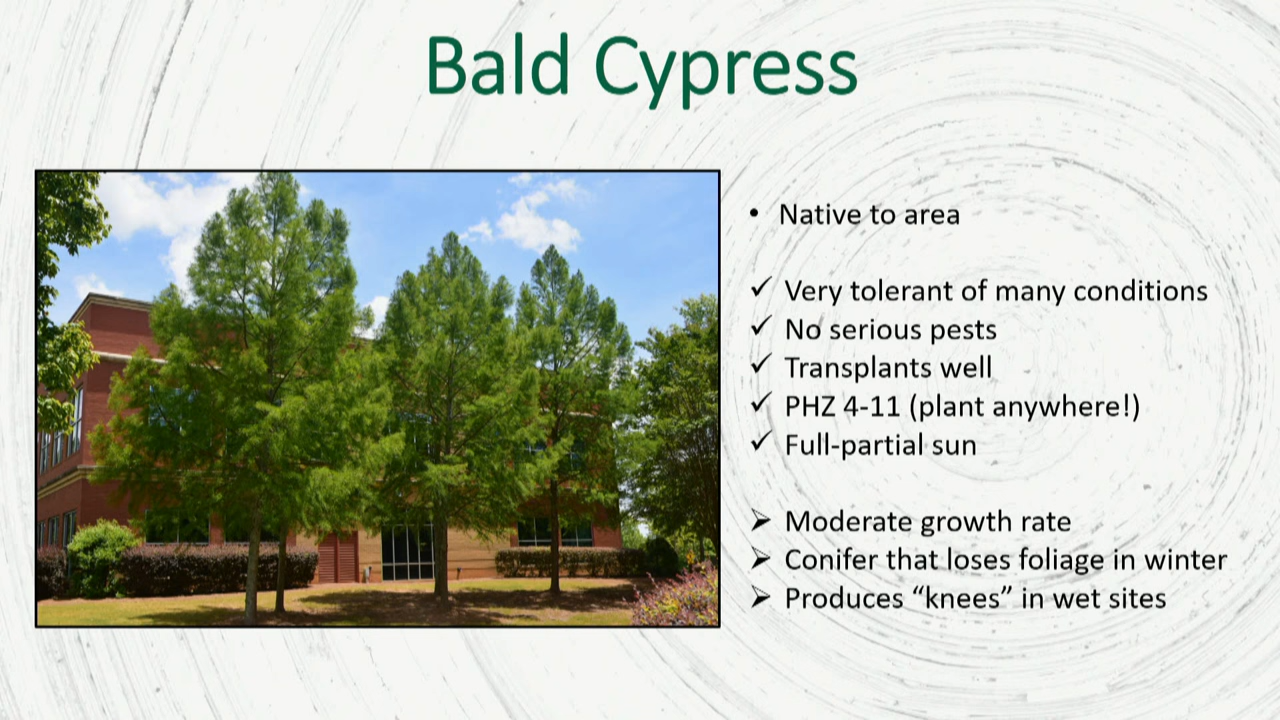 Bald Cypress
• Native to area
✓ Very tolerant of many conditions
✓ No serious pests
✓ Transplants well
✓ PHZ 4-11 (plant anywhere!)
✓ Full-partial sun
➢ Moderate growth rate
➢ Conifer that loses foliage in winter
➢ Produces “knees” in wet sites